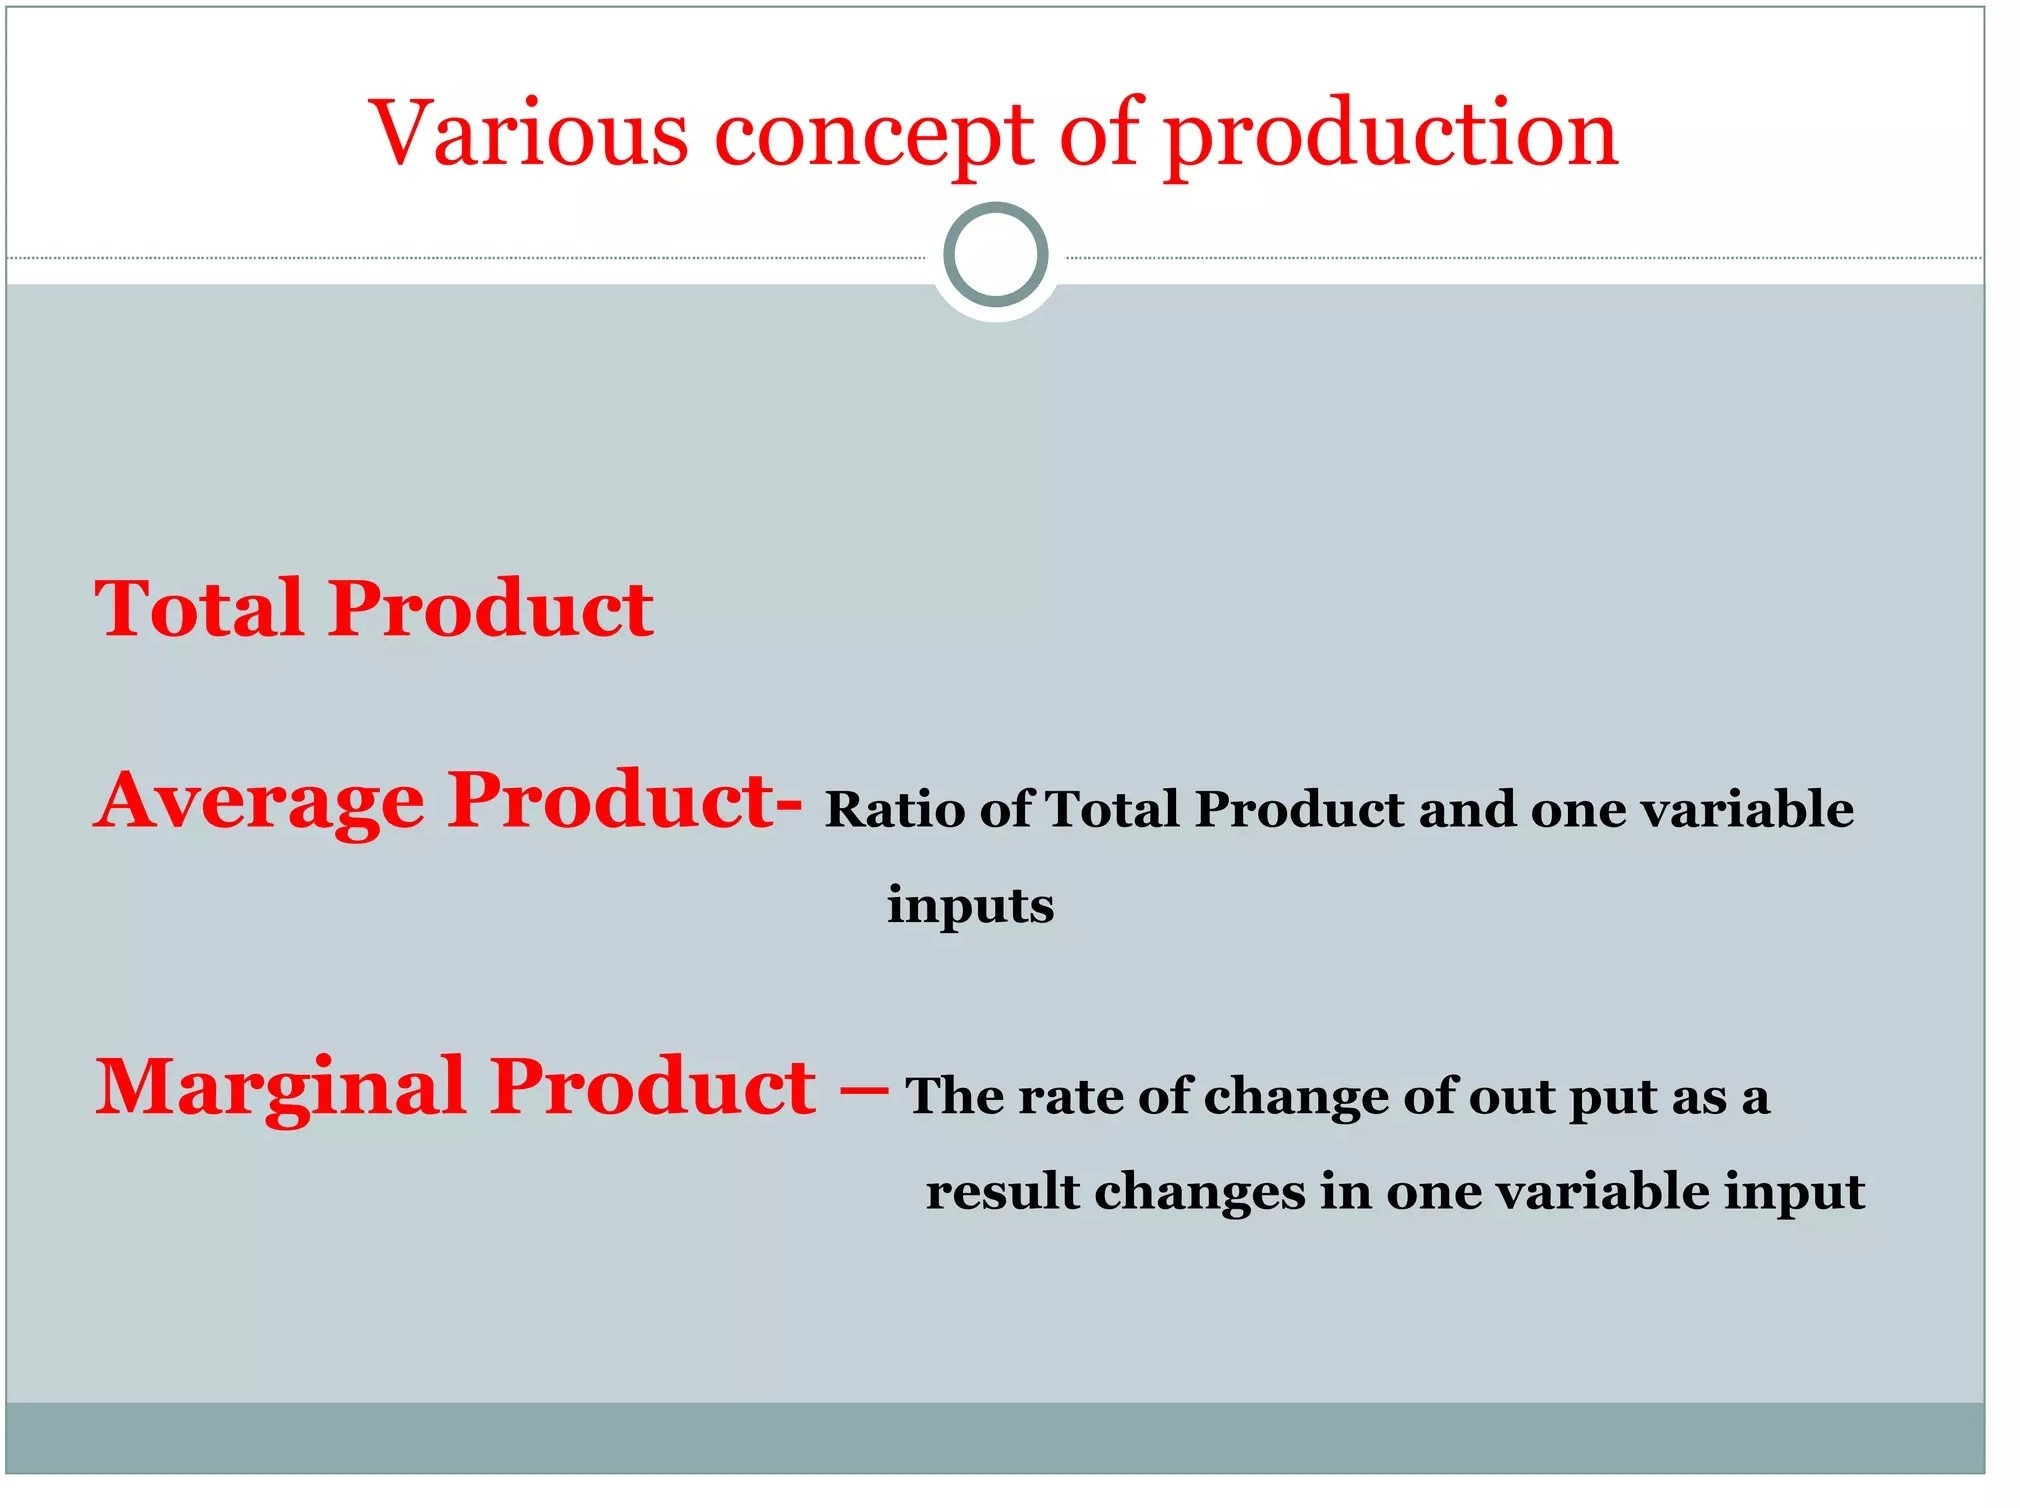 Various concept of production
Total Product
Average Product- Ratio of Total Product and one variable
inputs
Marginal Product – The rate of change of out put as a
result changes in one variable input